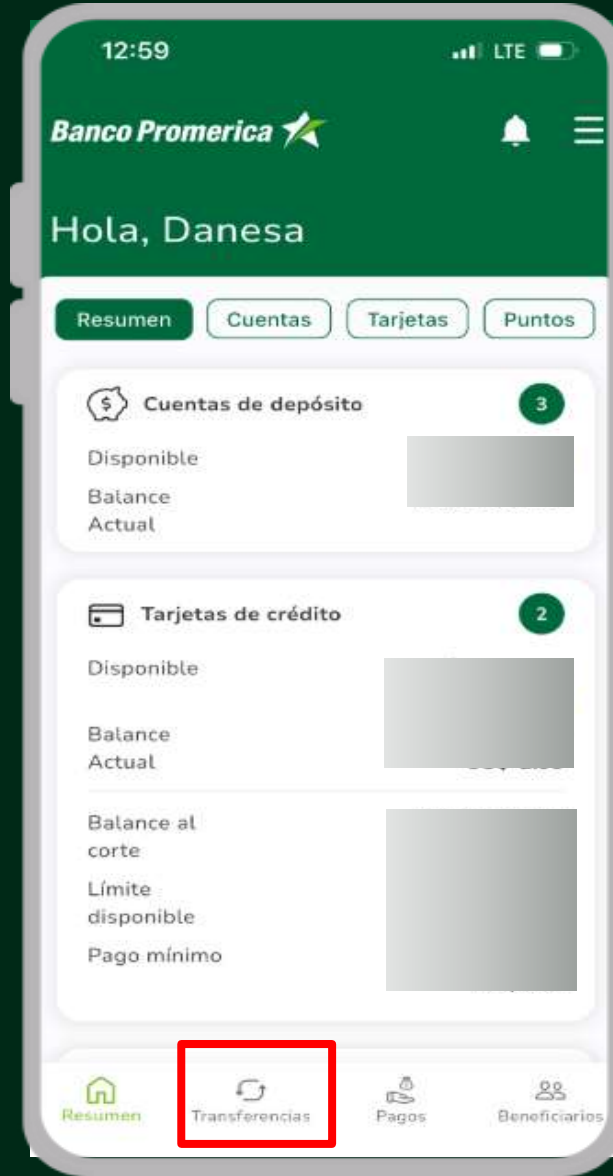 12:59 LTE
Banco Promerica
Hola, Danesa
Resumen Cuentas Tarjetas Puntos
Cuentas de depósito 3
Disponible
Balance
Actual
Tarjetas de crédito 2
Disponible
Balance
Actual
Balance al
corte
Límite
disponible
Pago mínimo
Resumen Transferencias Pagos Beneficiarios